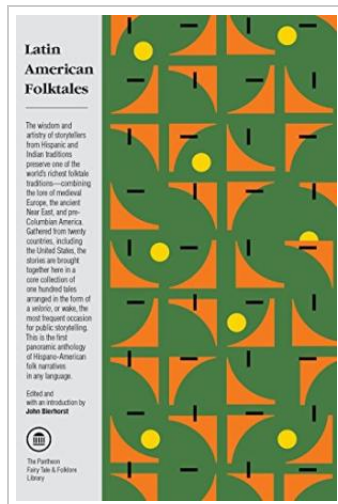 Latin
American
Folktales
The wisdom and
artistry of storytellers
from Hispanic and
Indian traditions
preserve one of the
world's richest folktale
traditions—combining
the lore of medieval
Europe, the ancient
Near East, and pre-
Columbian America.
Gathered from twenty
countries, including
the United States, the
stories are brought
together here in a
core collection of
one hundred tales
arranged in the form of
a velorio, or wake, the
most frequent occasion
for public storytelling.
This is the first
panoramic anthology
of Hispano-American
folk narratives
in any language.
Edited and
with an introduction by
John Bierhorst
The Pantheon
Fairy Tale & Folklore
Library